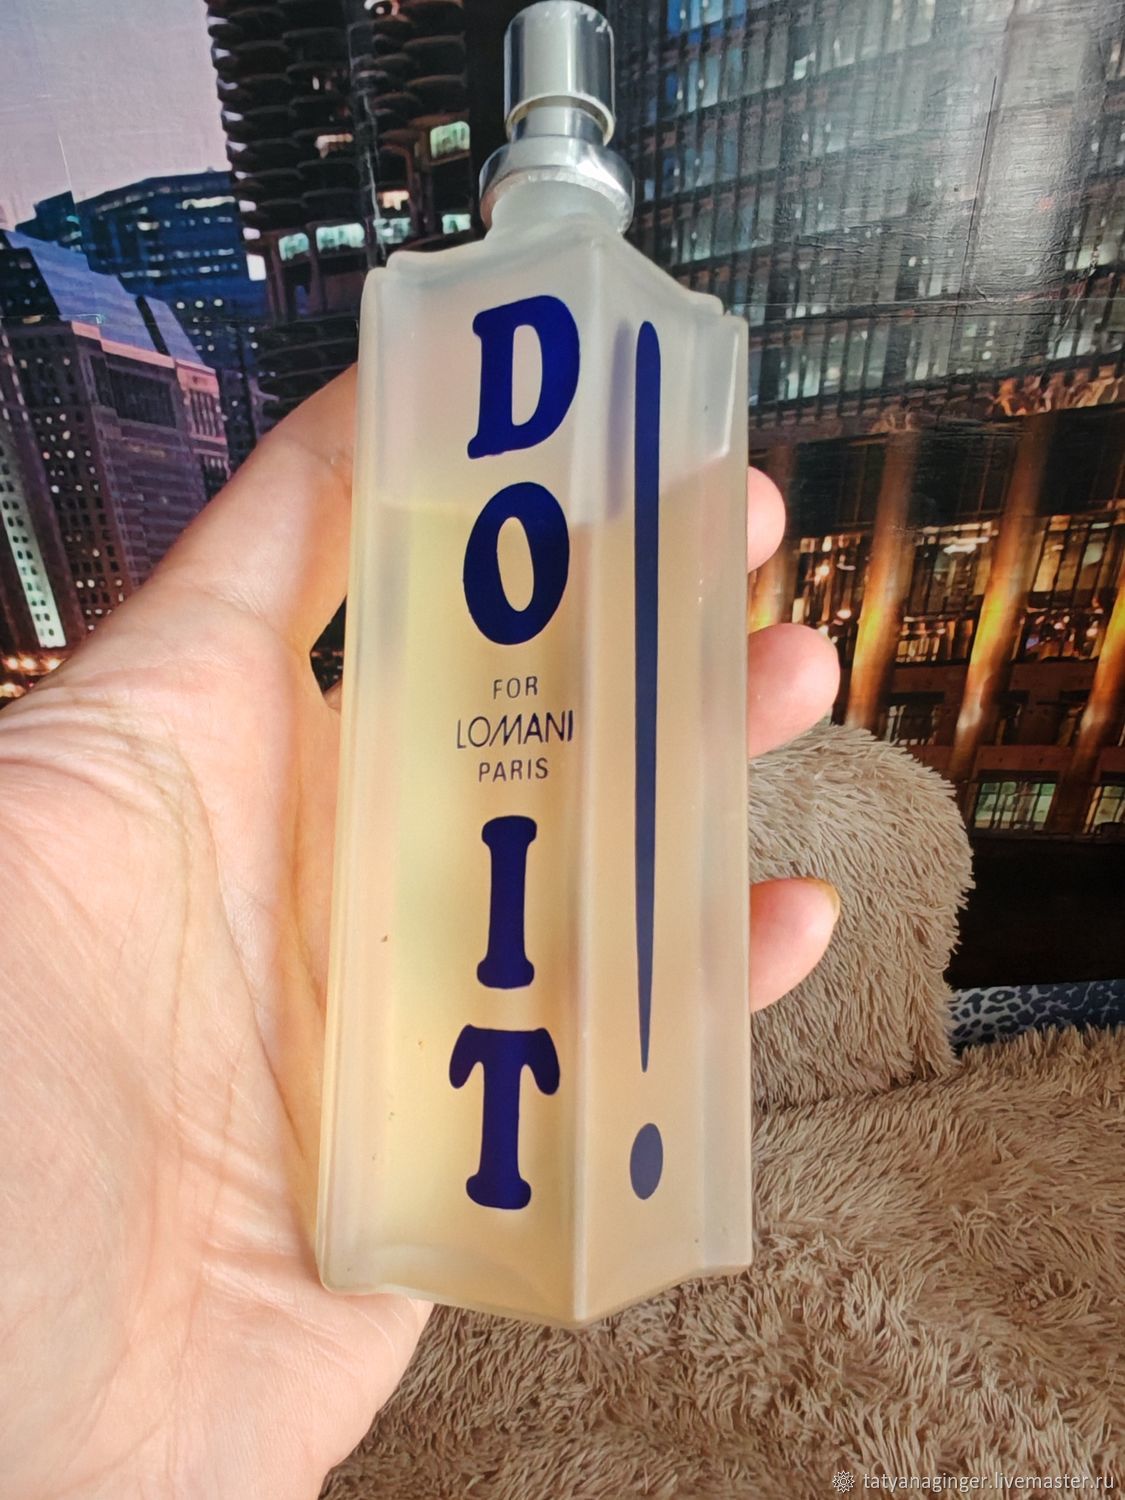 DO
FOR
LOMANI
PARIS
IT
!
tatyanaginger.livemaster.ru